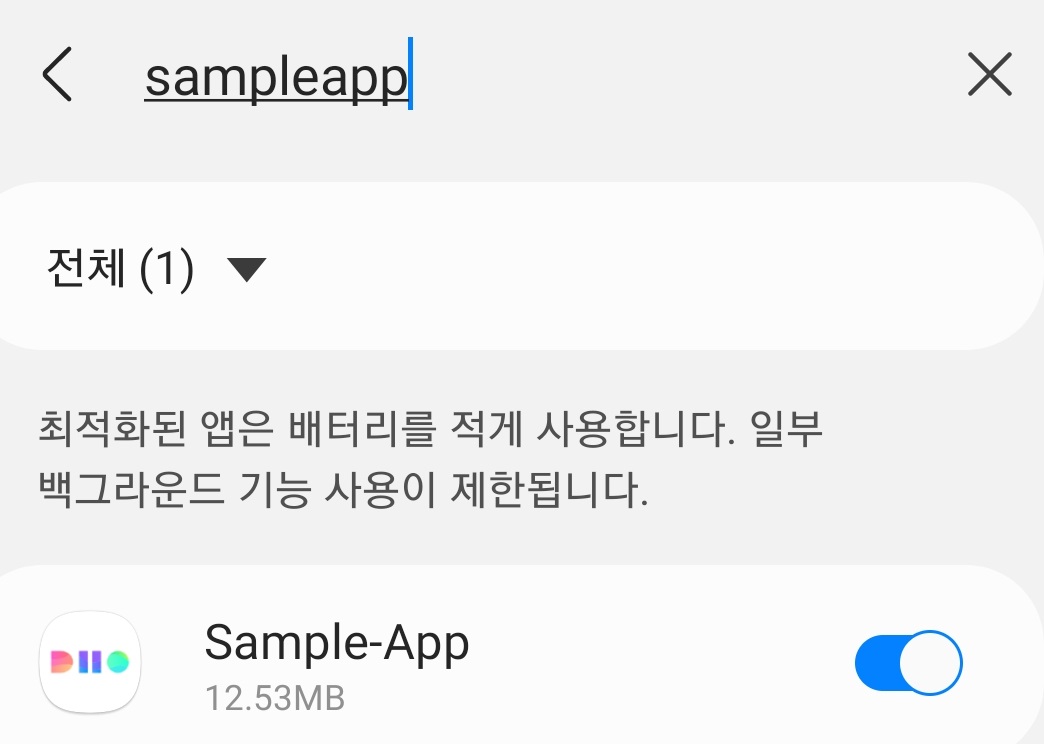 sampleapp
전체 (1)
최적화된 앱은 배터리를 적게 사용합니다. 일부
백그라운드 기능 사용이 제한됩니다.
Sample-App
12.53MB